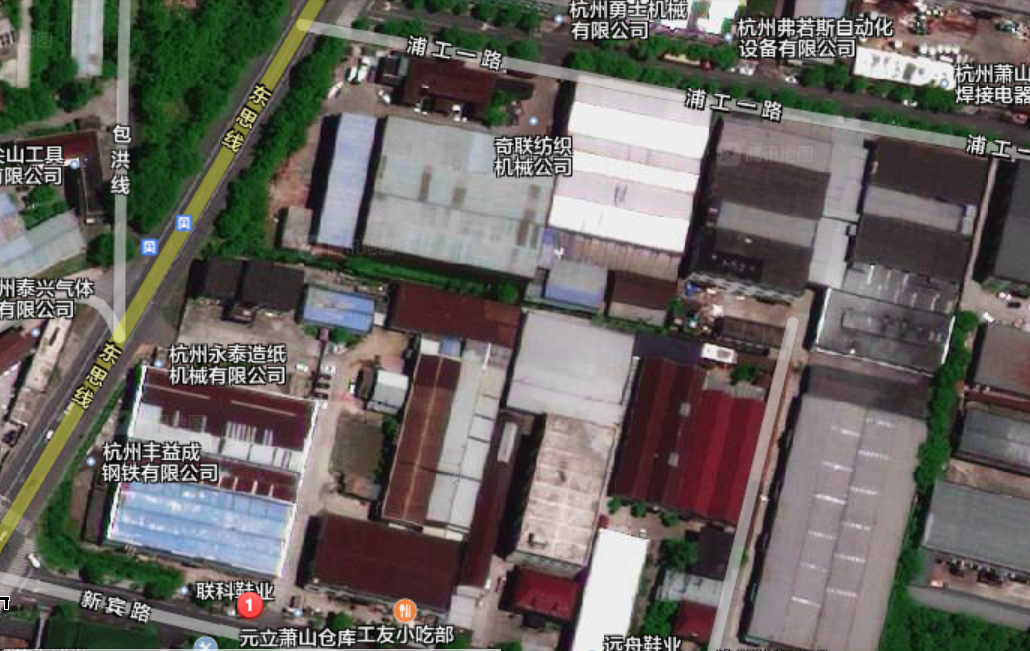 杭州勇士机械
有限公司
杭州弗若斯自动化
设备有限公司
浦工一路
浦工一路
杭州萧山
焊接电器
东思线
包洪线
奇联纺织
机械公司
浦工一
山工具
有限公司
州泰兴气体
有限公司
东思线
杭州永泰造纸
机械有限公司
杭州丰益成
钢铁有限公司
联科鞋业
1
新宾路
元立萧山仓库
工友小吃部
远舟鞋业